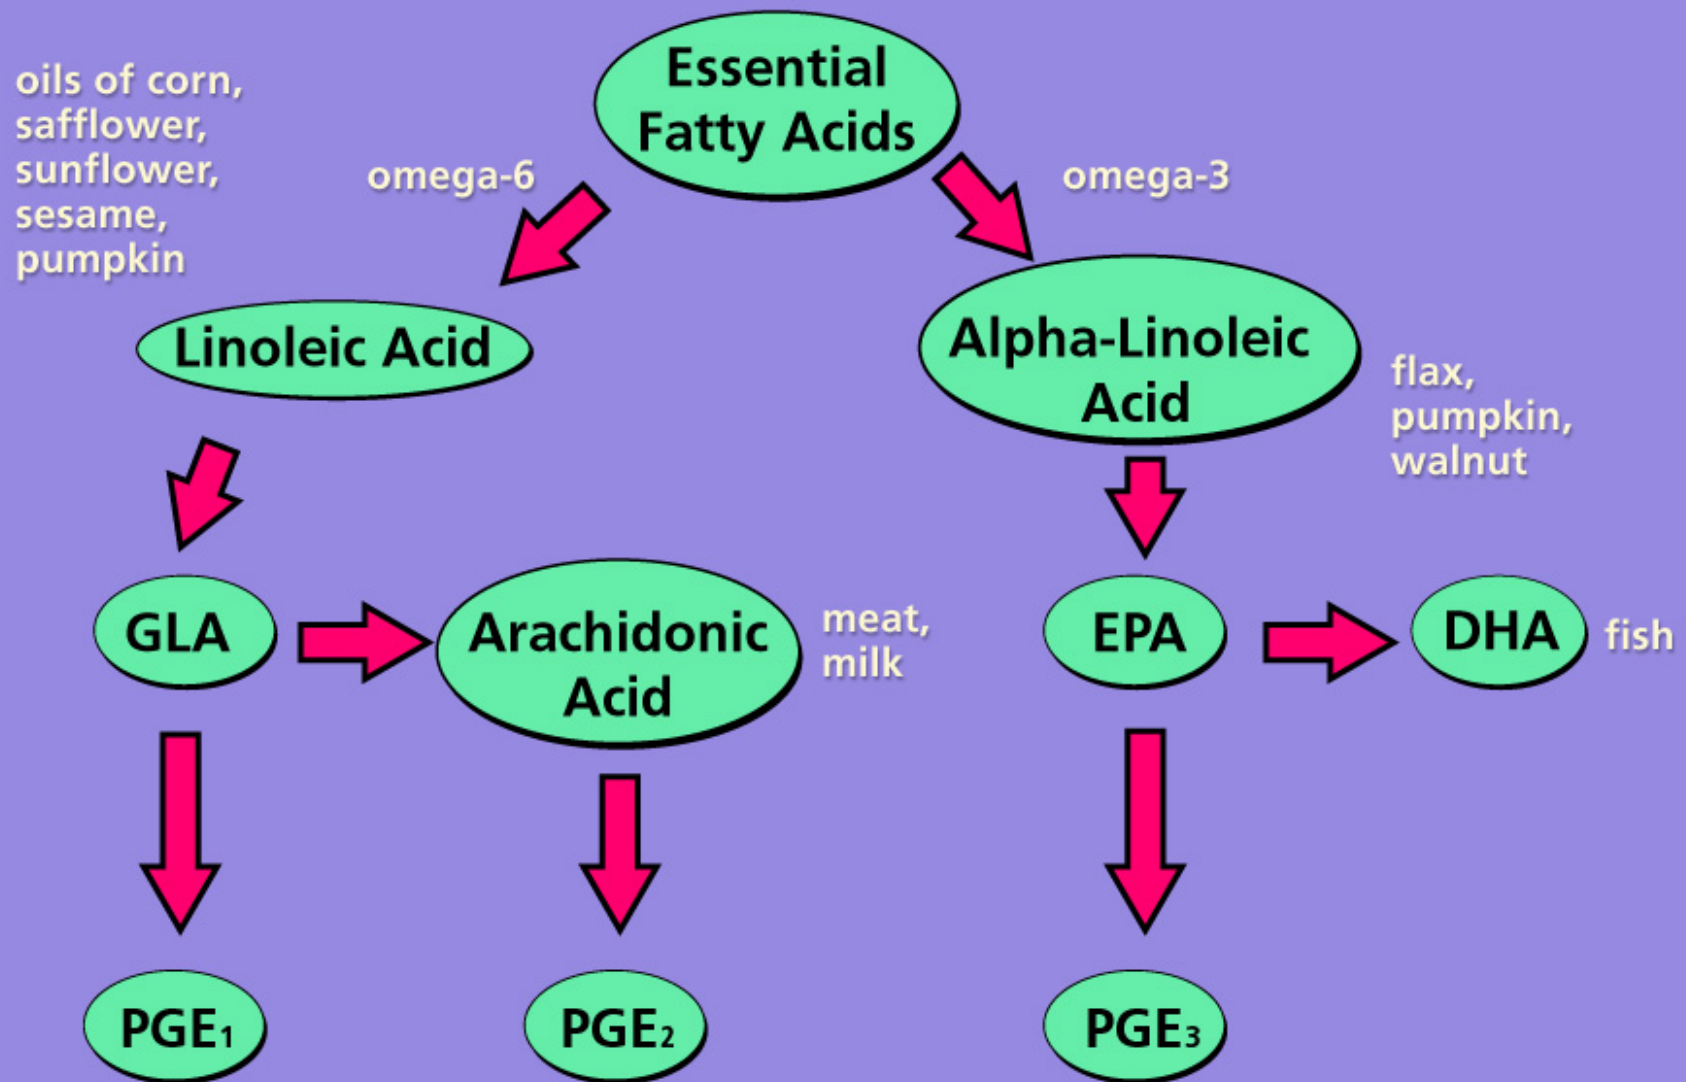 Essential
Fatty Acids
oils of corn,
safflower,
sunflower,
sesame,
pumpkin
omega-6
omega-3
Linoleic Acid
Alpha-Linoleic
Acid
flax,
pumpkin,
walnut
GLA
Arachidonic
Acid
meat,
milk
EPA
DHA
fish
PGE₁
PGE₂
PGE₃